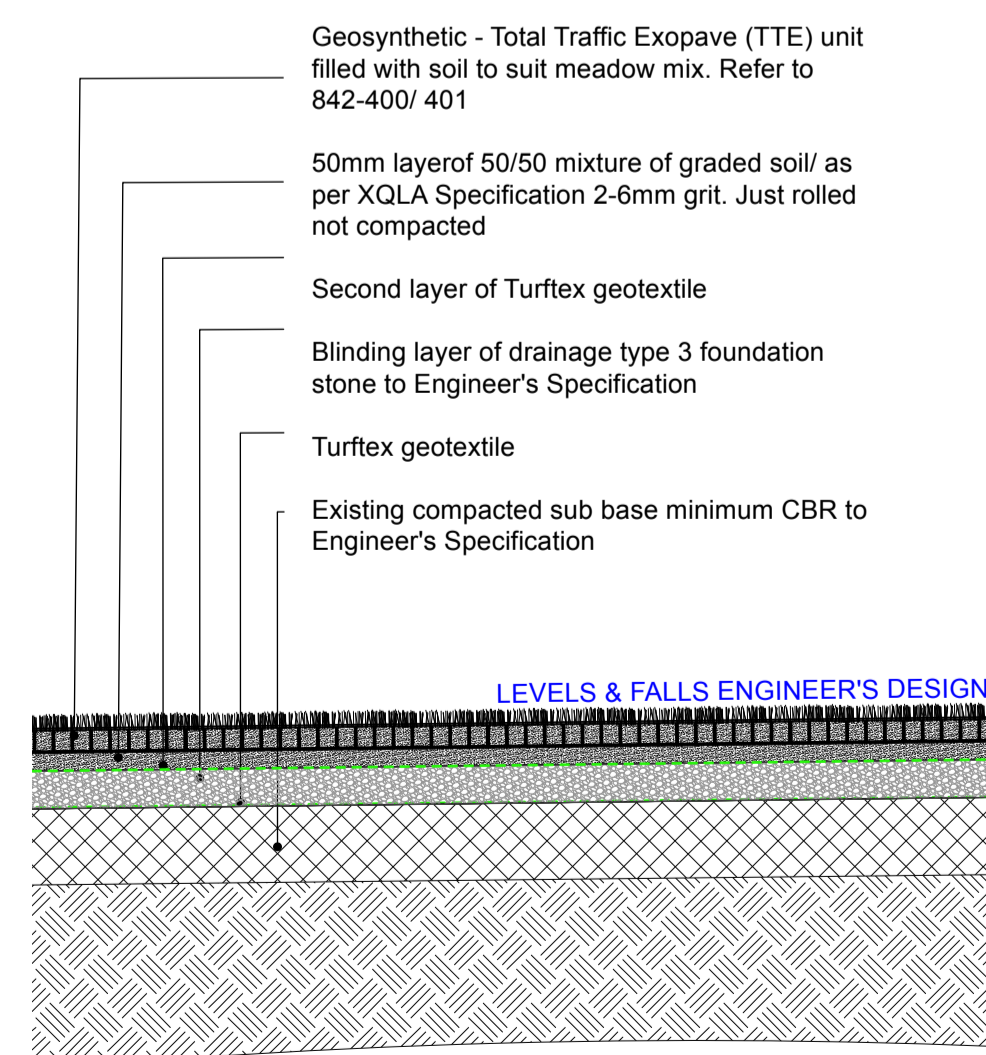 Geosynthetic - Total Traffic Exopave (TTE) unit
filled with soil to suit meadow mix. Refer to
842-400/ 401
50mm layerof 50/50 mixture of graded soil/ as
per XQLA Specification 2-6mm grit. Just rolled
not compacted
Second layer of Turftex geotextile
Blinding layer of drainage type 3 foundation
stone to Engineer's Specification
Turftex geotextile
Existing compacted sub base minimum CBR to
Engineer's Specification
LEVELS & FALLS ENGINEER'S DESIGN